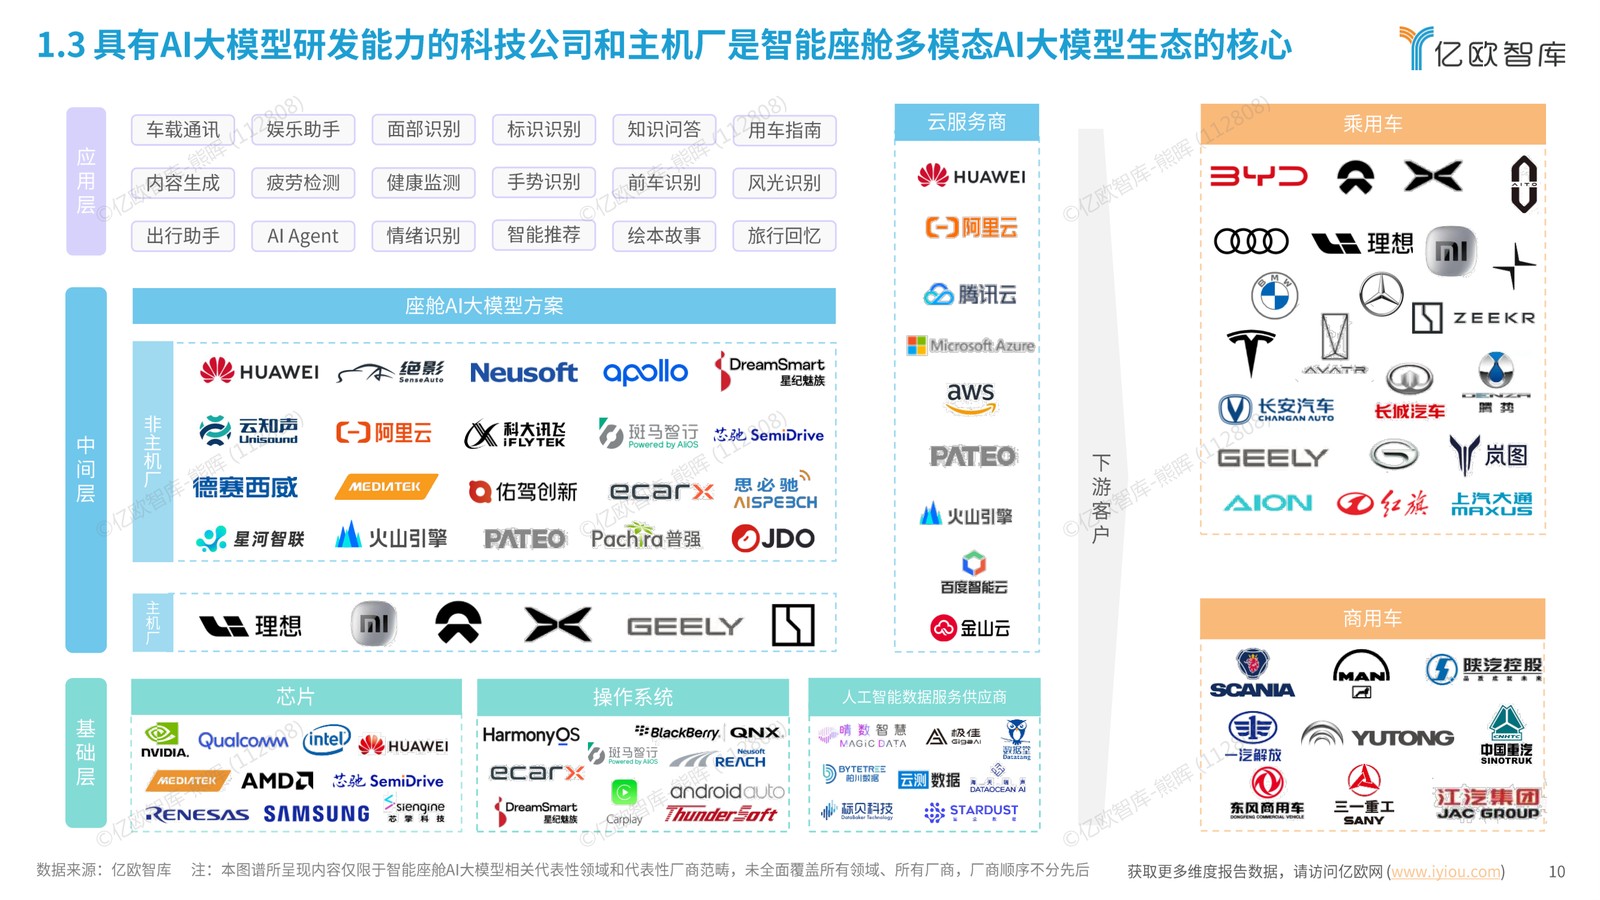 1.3 具有AI大模型研发能力的科技公司和主机厂是智能座舱多模态AI大模型生态的核心
亿欧智库
应用层
车载通讯 娱乐助手 面部识别 标识识别 知识问答 用车指南
内容生成 疲劳检测 健康监测 手势识别 前车识别 风光识别
出行助手 AI Agent 情绪识别 智能推荐 绘本故事 旅行回忆
中间层
座舱AI大模型方案
非主机厂
HUAWEI 绝影 SenseAuto Neusoft apollo DreamSmart 星纪魅族
云知声 Unisound 阿里云 科大讯飞 iFLYTEK 斑马智行 Powered by AliOS 芯驰 SemiDrive
德赛西威 MEDIATEK 佑驾创新 ecarx 思必驰 AISPEECH
星河智联 火山引擎 PATEO Pachira普强 JDO
主机厂
理想 mi GEELY
基础层
芯片
NVIDIA. Qualcomm intel HUAWEI
MEDIATEK AMD 芯驰 SemiDrive
RENESAS SAMSUNG Siengine 芯擎科技
操作系统
HarmonyOS BlackBerry QNX
斑马智行 Powered by AliOS Neusoft REACH
ecarx Carplay androidauto
DreamSmart 星纪魅族 ThunderSoft
人工智能数据服务供应商
晴数智慧 MAGIC DATA 极佳 GigaAI 数据堂 Datatang
BYTETREE 柏川数据 云测数据 海天瑞声 DATAOCEAN AI
标贝科技 DataBaker Technology STARDUST
云服务商
HUAWEI
阿里云
腾讯云
Microsoft Azure
aws
PATEO
火山引擎
百度智能云
金山云
下游客户
乘用车
BYD AITO
理想 mi
BMW ZEEKR
AVATR DENZA 腾势
长安汽车 CHANGAN AUTO 长城汽车
GEELY 岚图
AION 红旗 上汽大通 MAXUS
商用车
SCANIA MAN 陕汽控股 品质成就未来
一汽解放 YUTONG CNHTC 中国重汽 SINOTRUK
东风商用车 DONGFENG COMMERCIAL VEHICLE 三一重工 SANY 江汽集团 JAC GROUP
©亿欧智库-熊晖 (112808)
数据来源：亿欧智库 注：本图谱所呈现内容仅限于智能座舱AI大模型相关代表性领域和代表性厂商范畴，未全面覆盖所有领域、所有厂商，厂商顺序不分先后
获取更多维度报告数据，请访问亿欧网 (www.iyiou.com)
10